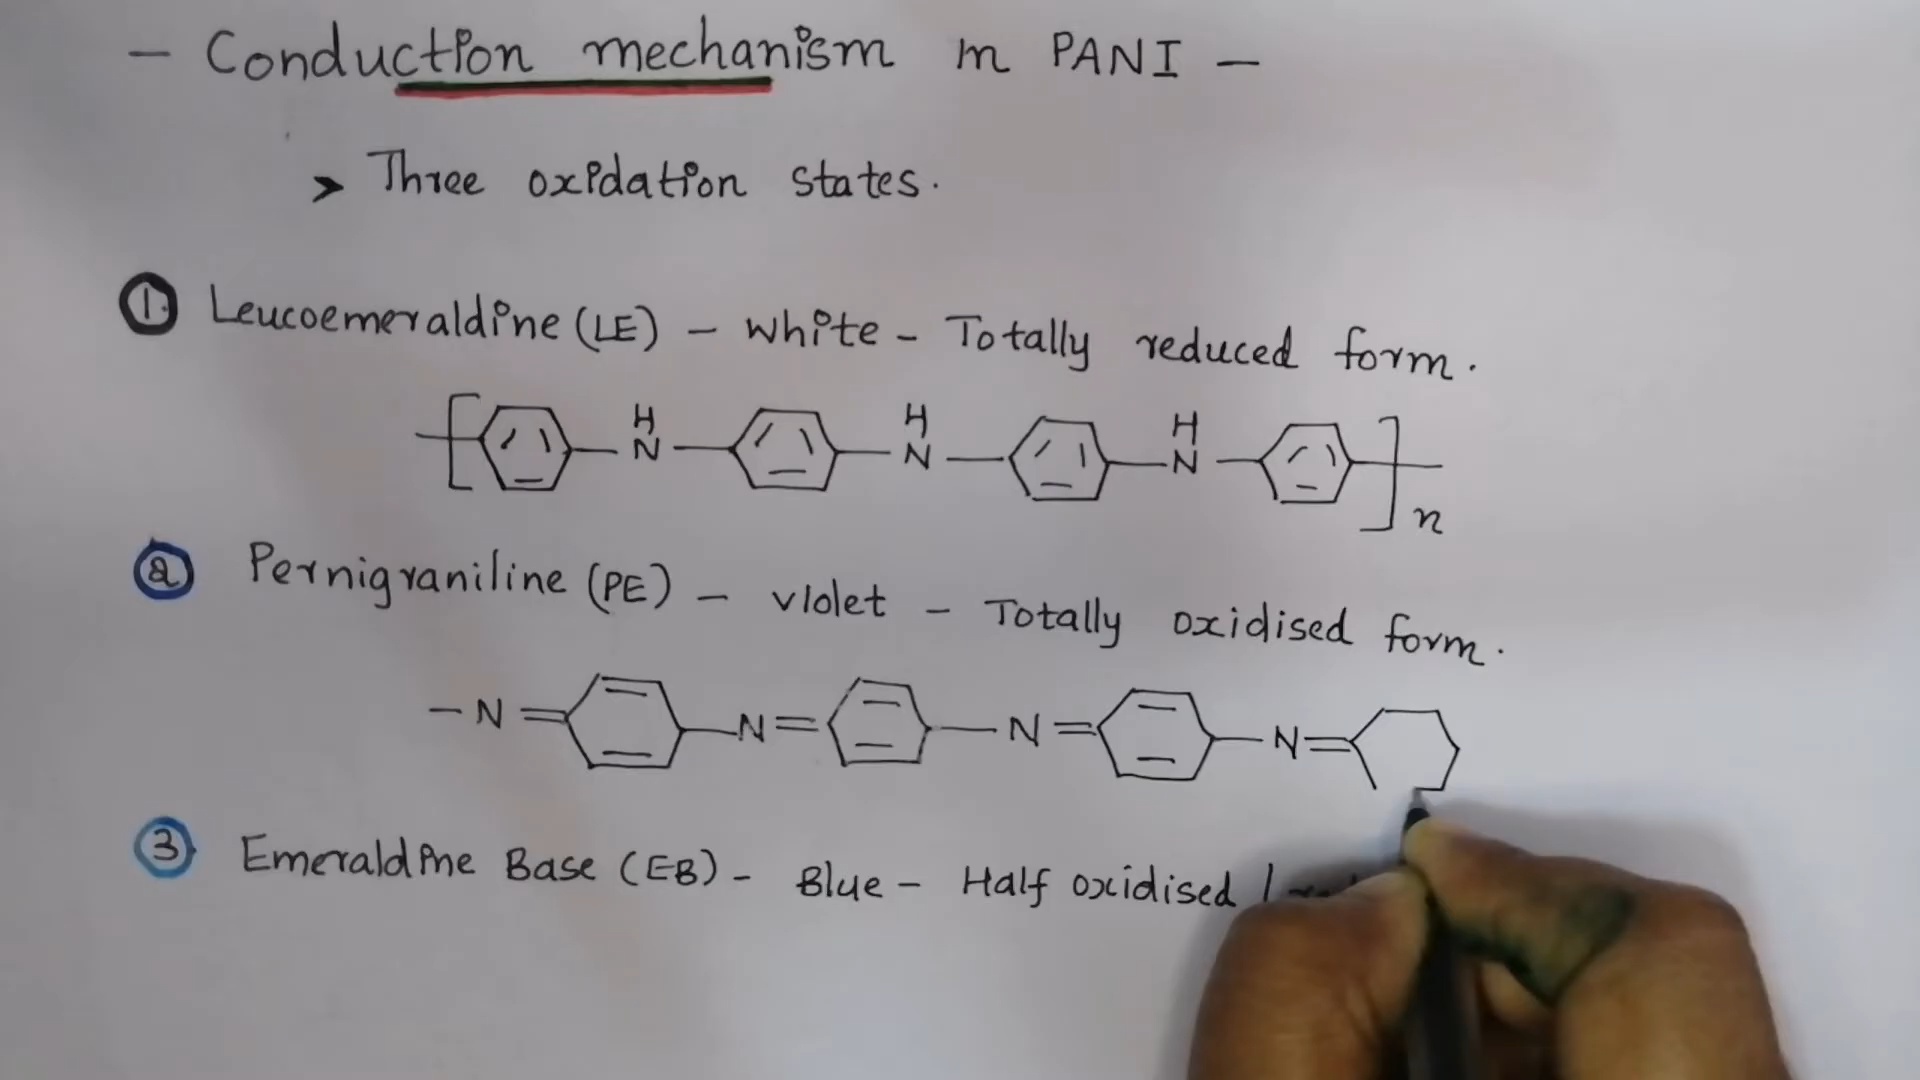 - Conduction mechanism in PANI -
> Three oxidation states.
1. Leucoemeraldine (LE) - White - Totally reduced form.
H H H
N N N
n
2 Pernigraniline (PE) - violet - Totally oxidised form.
- N N N N
3 Emeraldine Base (EB) - Blue - Half oxidised /